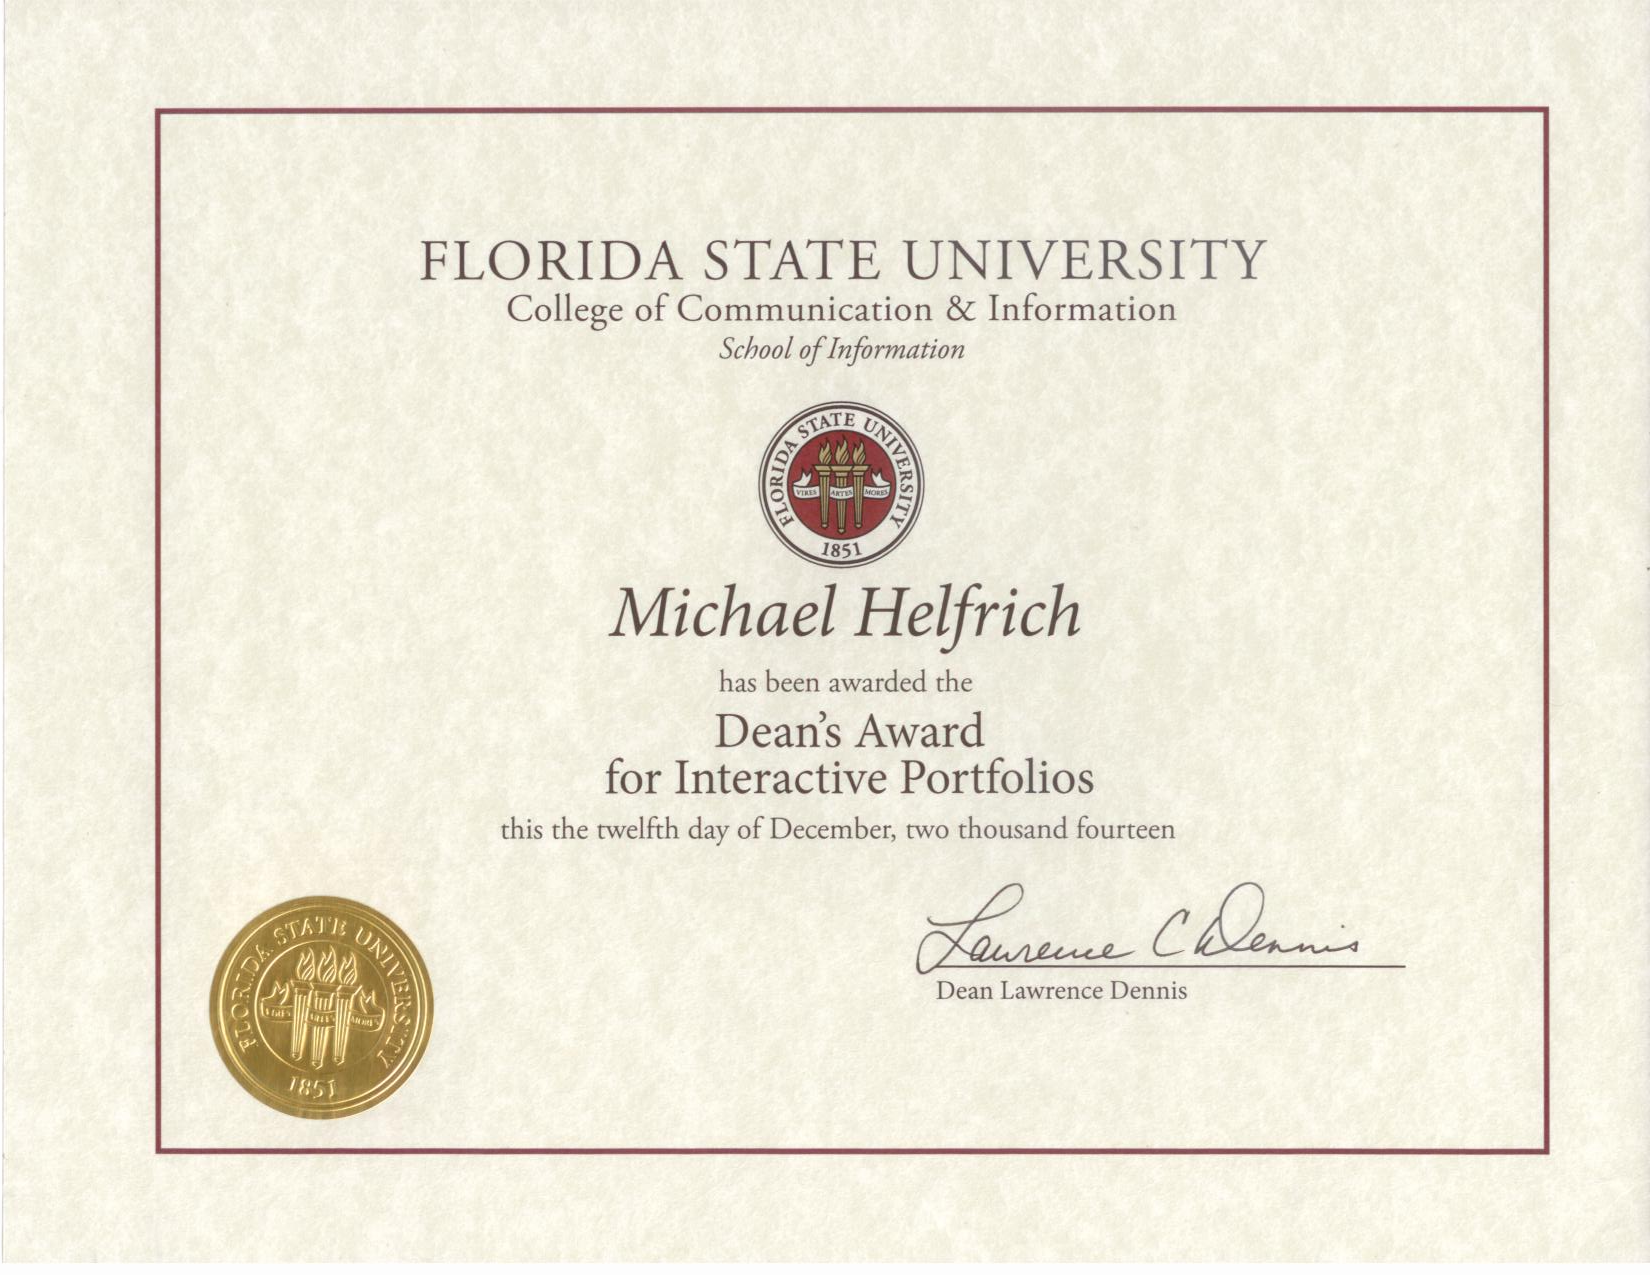 FLORIDA STATE UNIVERSITY
College of Communication & Information
School of Information
FLORIDA STATE UNIVERSITY
VIRES ARTES MORES
1851
Michael Helfrich
has been awarded the
Dean's Award
for Interactive Portfolios
this the twelfth day of December, two thousand fourteen
Lawrence C Dennis
Dean Lawrence Dennis
FLORIDA STATE UNIVERSITY
VIRES ARTES MORES
1851